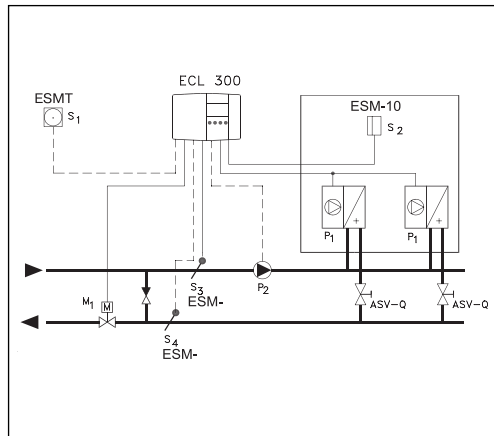 ECL 300
ESMT
S1
ESM-10
S2
P1
P1
+
+
S3
ESM-
P2
M1
M
ASV-Q
ASV-Q
S4
ESM-